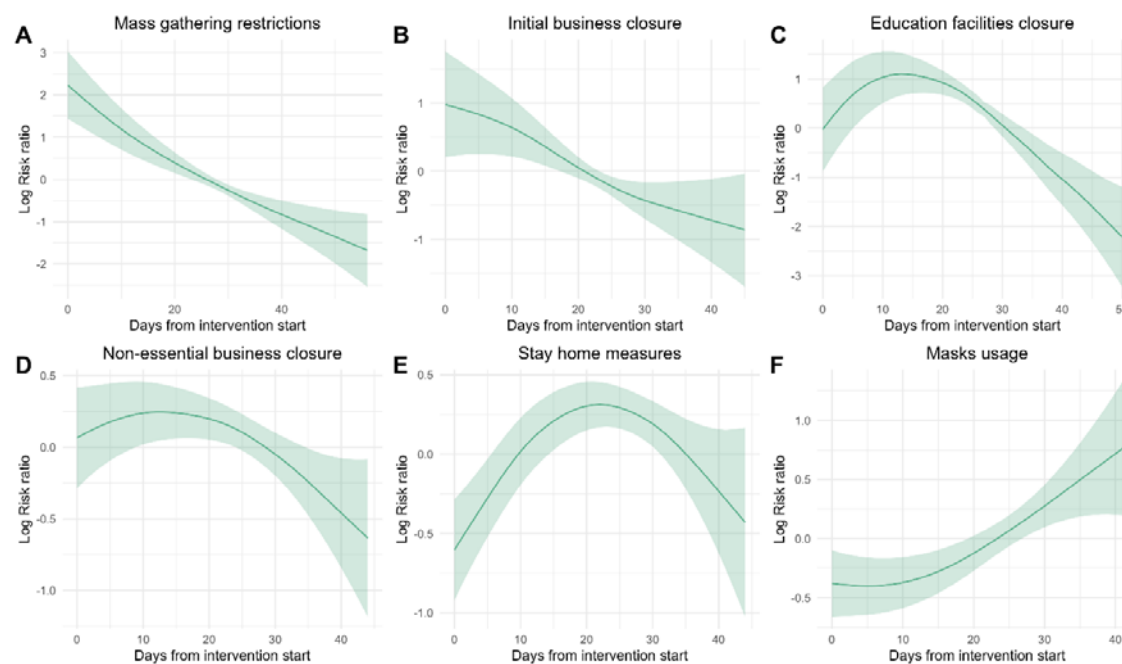 A Mass gathering restrictions
3
2
1
0
-1
-2
Log Risk ratio
0 20 40
Days from intervention start
B Initial business closure
1
0
-1
Log Risk ratio
0 10 20 30 40
Days from intervention start
C Education facilities closure
1
0
-1
-2
-3
Log Risk ratio
0 10 20 30 40 5
Days from intervention start
D Non-essential business closure
0.5
0.0
-0.5
-1.0
Log Risk ratio
0 10 20 30 40
Days from intervention start
E Stay home measures
0.5
0.0
-0.5
-1.0
Log Risk ratio
0 10 20 30 40
Days from intervention start
F Masks usage
1.0
0.5
0.0
-0.5
Log Risk ratio
0 10 20 30 40
Days from intervention start